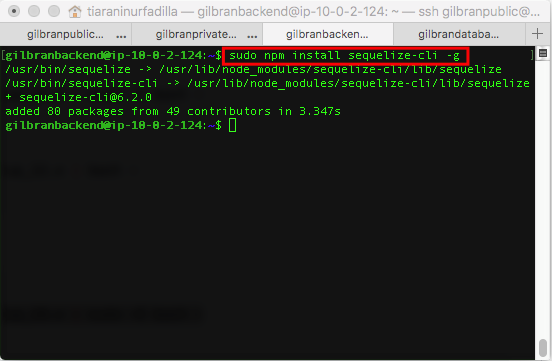 tiaraninurfadilla — gilbranbackend@ip-10-0-2-124: ~ — ssh gilbranpublic@...
gilbranpublic... ... gilbranprivate... ... gilbranbacken... gilbrandataba... +
[gilbranbackend@ip-10-0-2-124:~$ sudo npm install sequelize-cli -g ]
/usr/bin/sequelize -> /usr/lib/node_modules/sequelize-cli/lib/sequelize
/usr/bin/sequelize-cli -> /usr/lib/node_modules/sequelize-cli/lib/sequelize
+ sequelize-cli@6.2.0
added 80 packages from 49 contributors in 3.347s
gilbranbackend@ip-10-0-2-124:~$